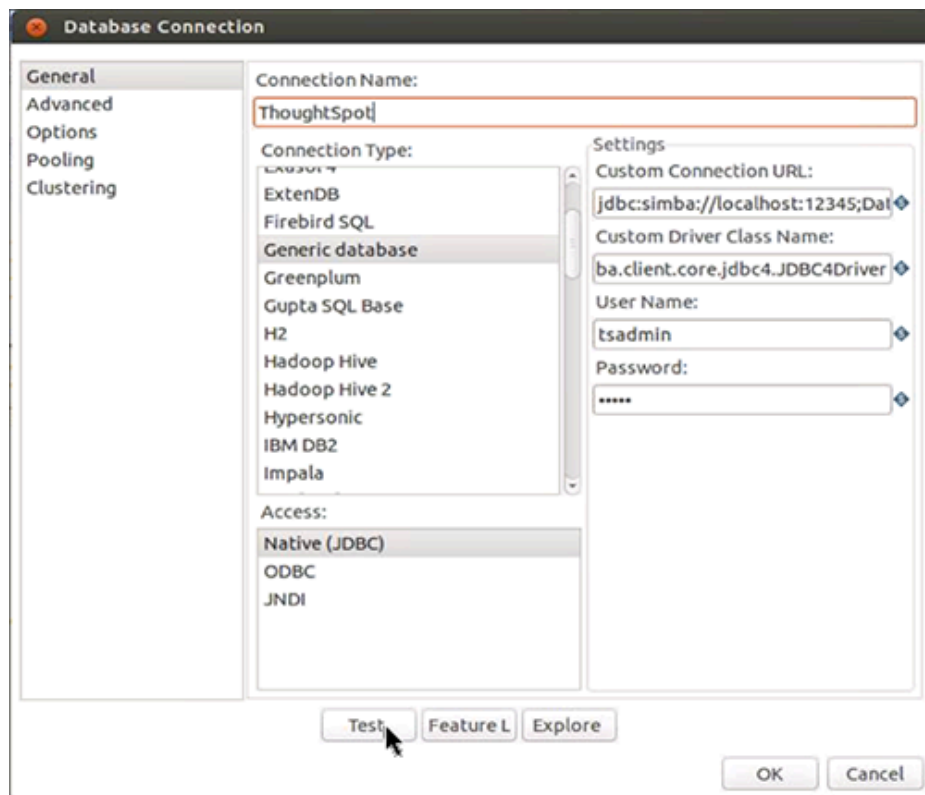 Database Connection
General
Advanced
Options
Pooling
Clustering
Connection Name:
ThoughtSpot
Connection Type:
ExtenDB
Firebird SQL
Generic database
Greenplum
Gupta SQL Base
H2
Hadoop Hive
Hadoop Hive 2
Hypersonic
IBM DB2
Impala
Access:
Native (JDBC)
ODBC
JNDI
Settings
Custom Connection URL:
jdbc:simba://localhost:12345;Dat
Custom Driver Class Name:
ba.client.core.jdbc4.JDBC4Driver
User Name:
tsadmin
Password:
•••••
Test
Feature L
Explore
OK
Cancel